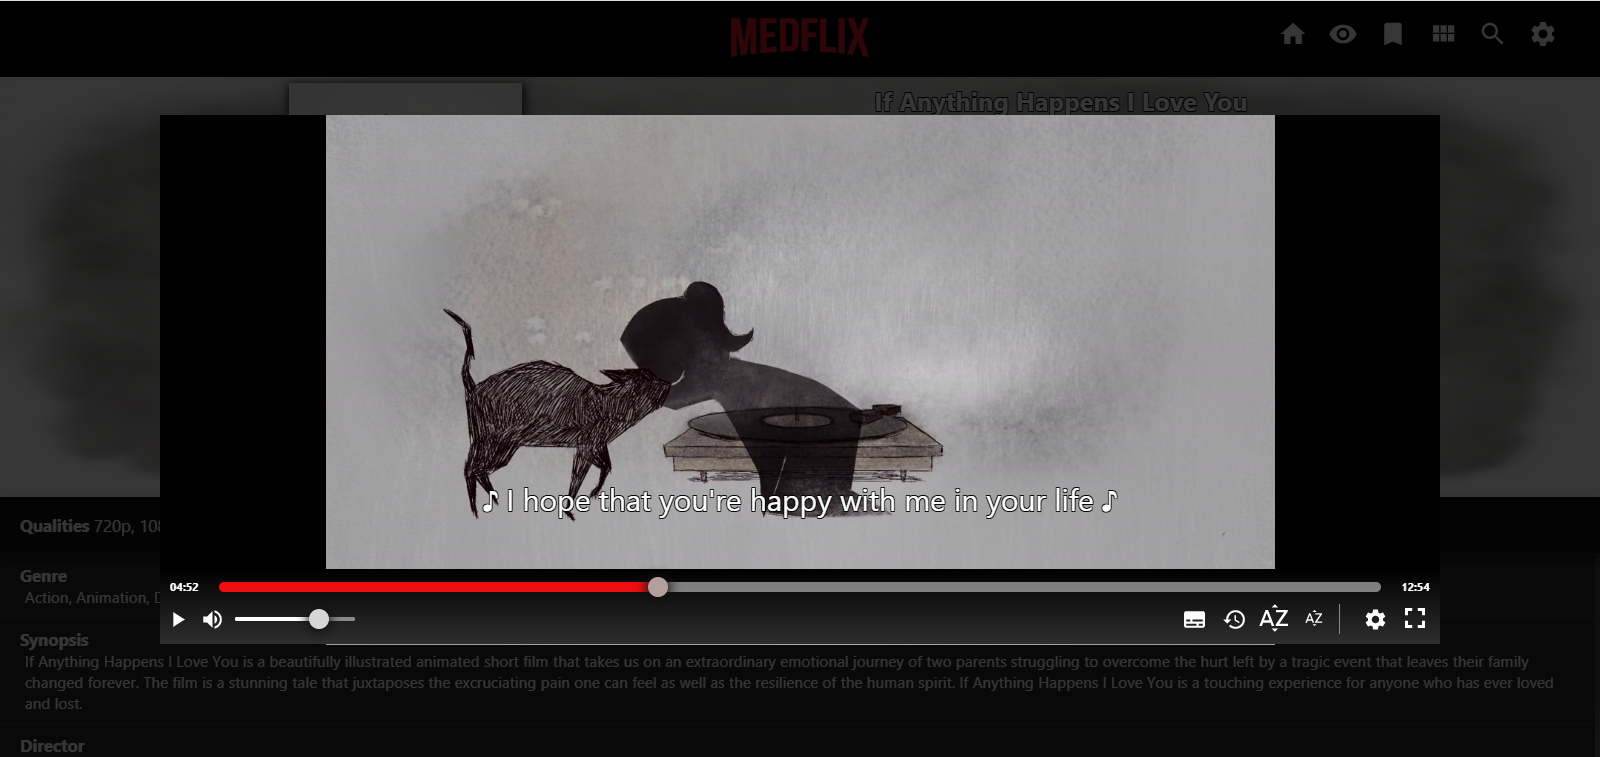 MEDFLIX
If Anything Happens I Love You
♪ I hope that you're happy with me in your life ♪
04:52
12:54
AZ
AZ
Qualities 720p, 108
Genre
Action, Animation, D
Synopsis
If Anything Happens I Love You is a beautifully illustrated animated short film that takes us on an extraordinary emotional journey of two parents struggling to overcome the hurt left by a tragic event that leaves their family
changed forever. The film is a stunning tale that juxtaposes the excruciating pain one can feel as well as the resilience of the human spirit. If Anything Happens I Love You is a touching experience for anyone who has ever loved
and lost.
Director